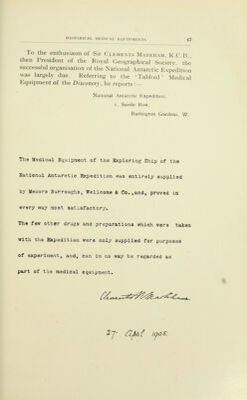 HISTORICAL MEDICAL EQUIPMENTS 47
To the enthusiasm of Sir CLEMENTS MARKHAM, K.C.B.,
then President of the Royal Geographical Society, the
successful organisation of the National Antarctic Expedition
was largely due. Referring to the 'Tabloid' Medical
Equipment of the Discovery, he reports:—
National Antarctic Expedition,
1, Savile Row,
Burlington Gardens, W.
The Medical Equipment of the Exploring Ship of the
National Antarctic Expedition was entirely supplied
by Messrs Burroughs, Wellcome & Co.,and, proved in
every way most satisfactory.
The few other drugs and preparations which were taken
with the Expedition were only supplied for purposes
of experiment, and, can in no way be regarded as
part of the medical equipment.
Clements R Markham
27 April 1905